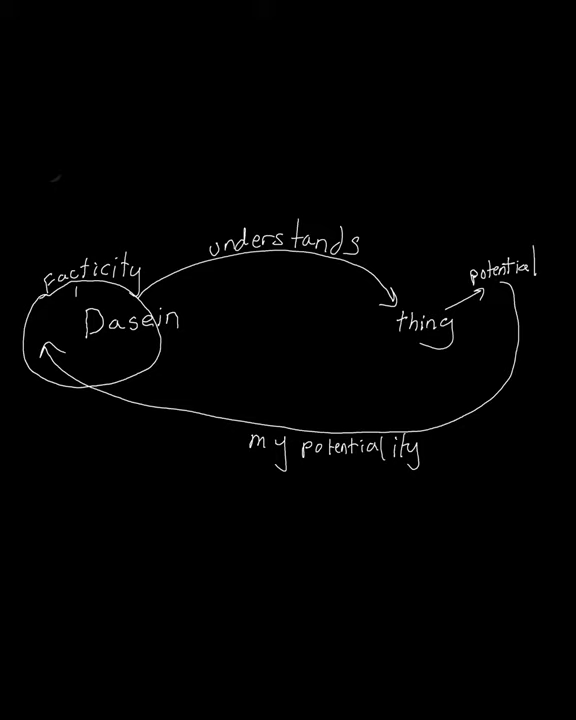 understands
Facticity
potential
Dasein
thing
my potentiality